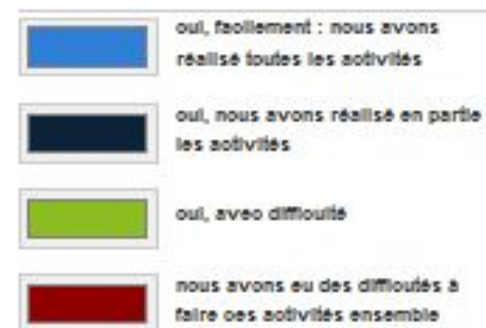 oui, facilement : nous avons
réalisé toutes les activités
oui, nous avons réalisé en partie
les activités
oui, avec difficulté
nous avons eu des difficutés à
faire ces activités ensemble